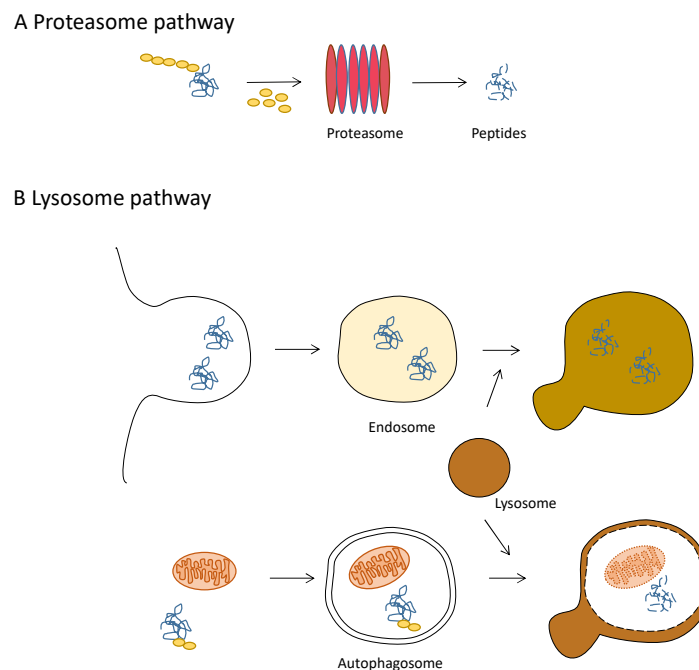 A Proteasome pathway
Proteasome
Peptides
B Lysosome pathway
Endosome
Lysosome
Autophagosome